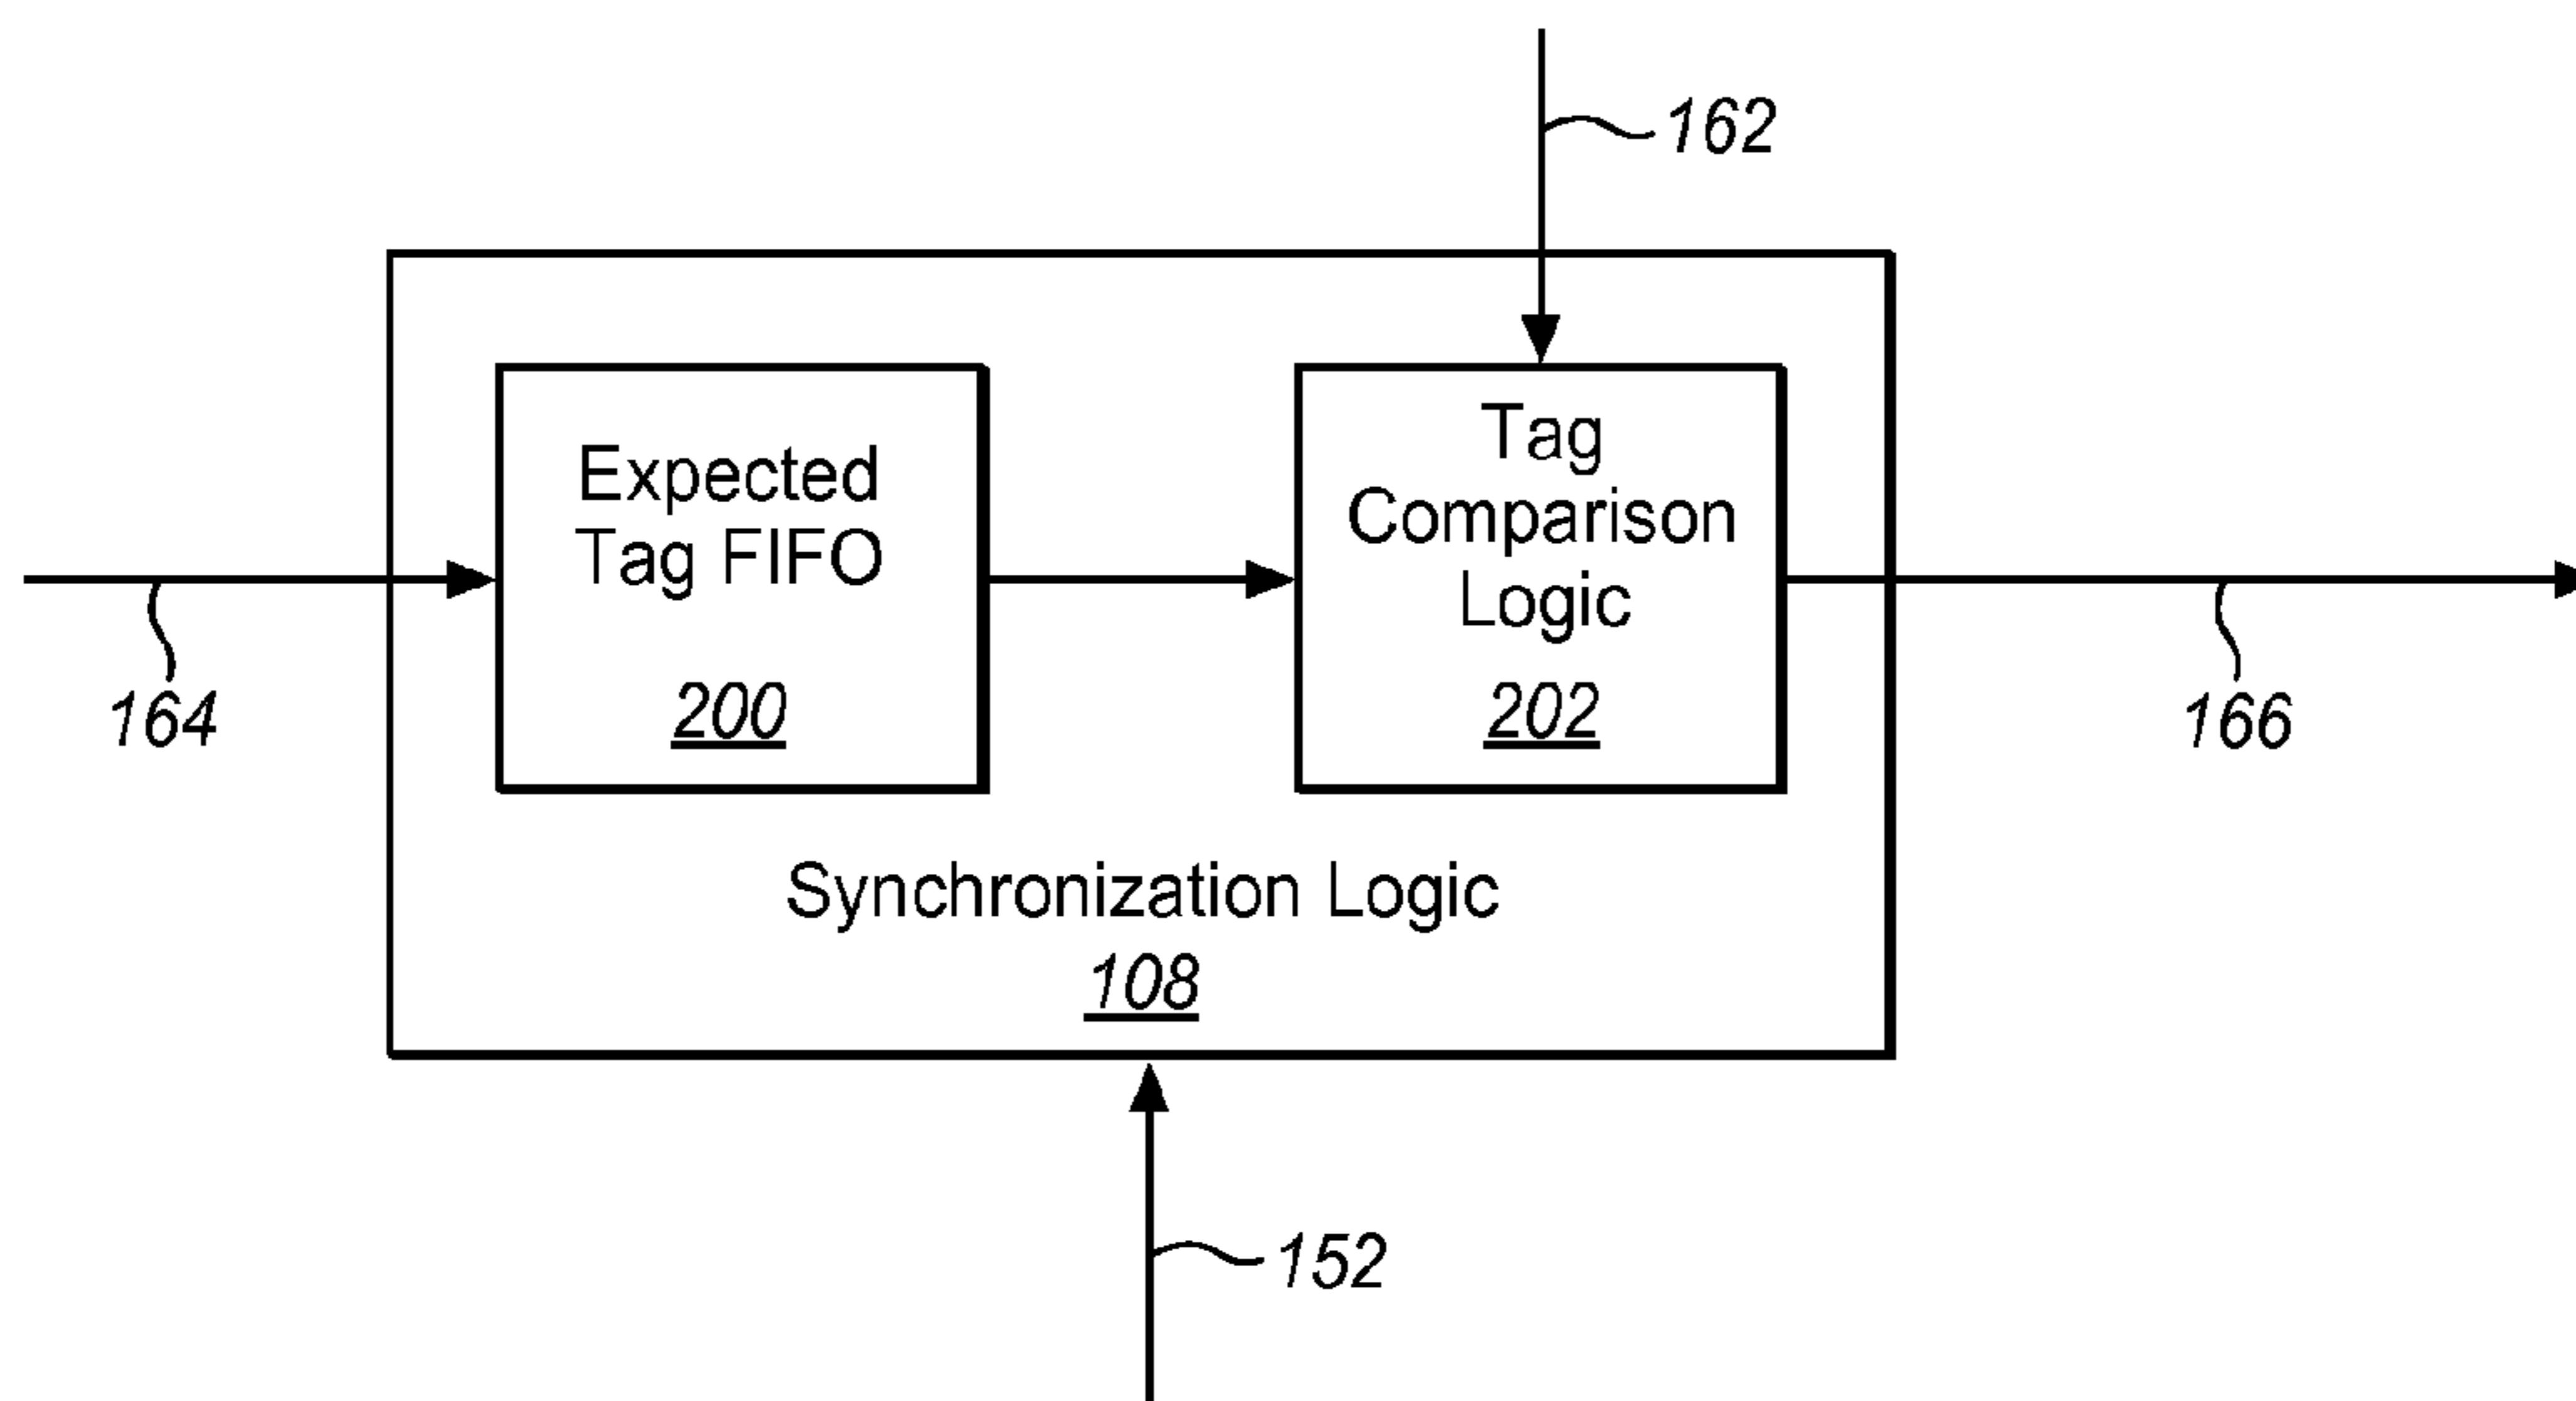 162
Expected
Tag FIFO
200
Tag
Comparison
Logic
202
164
166
Synchronization Logic
108
152